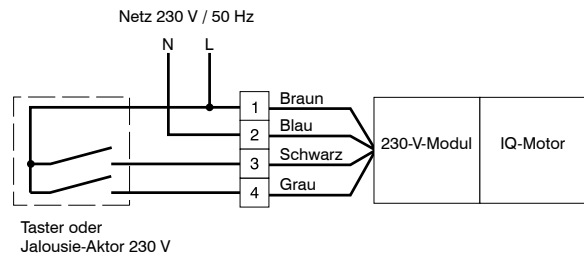 Netz 230 V / 50 Hz
N L
1 Braun
2 Blau
3 Schwarz
4 Grau
230-V-Modul IQ-Motor
Taster oder
Jalousie-Aktor 230 V